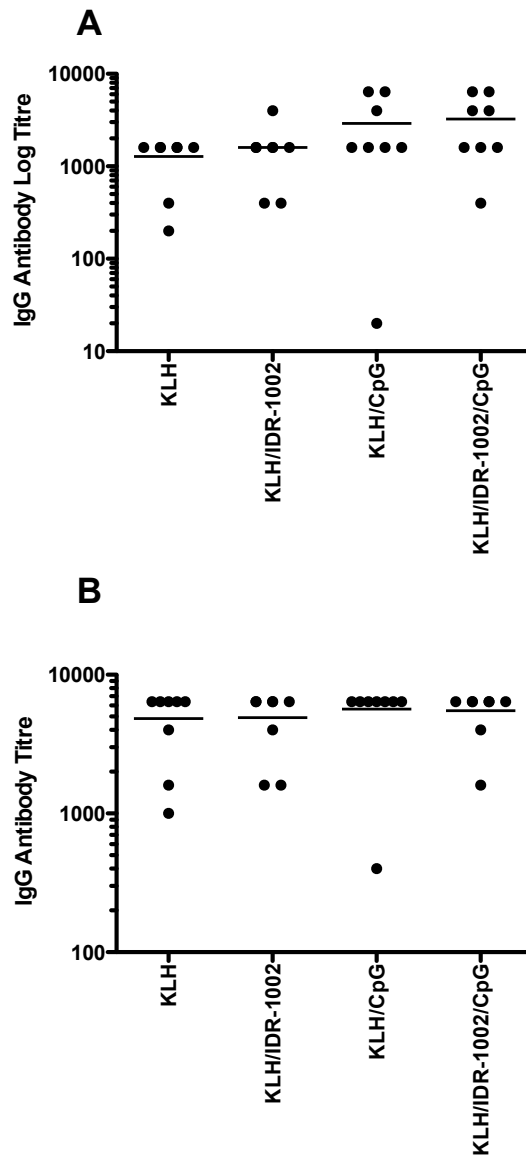 A
IgG Antibody Log Titre
10000
1000
100
10
KLH
KLH/IDR-1002
KLH/CpG
KLH/IDR-1002/CpG
B
IgG Antibody Titre
10000
1000
100
KLH
KLH/IDR-1002
KLH/CpG
KLH/IDR-1002/CpG